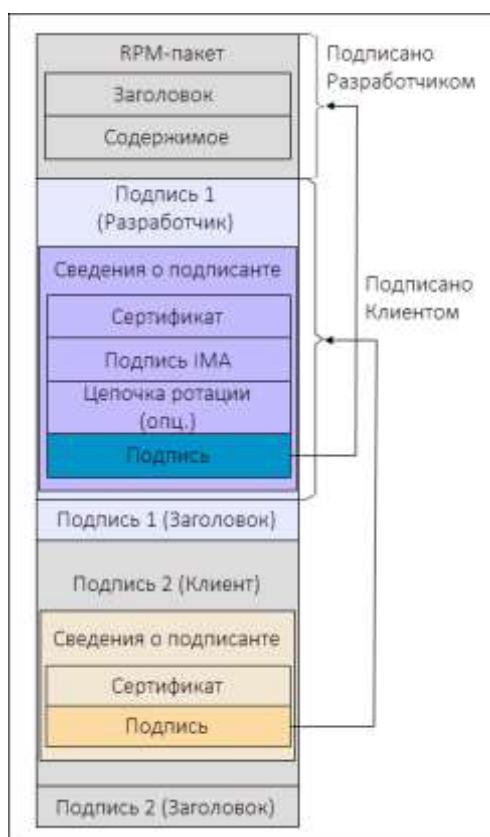 RPM-пакет
Заголовок
Содержимое
Подписано
Разработчиком
Подпись 1
(Разработчик)
Сведения о подписанте
Сертификат
Подпись IMA
Цепочка ротации
(опц.)
Подпись
Подписано
Клиентом
Подпись 1 (Заголовок)
Подпись 2 (Клиент)
Сведения о подписанте
Сертификат
Подпись
Подпись 2 (Заголовок)